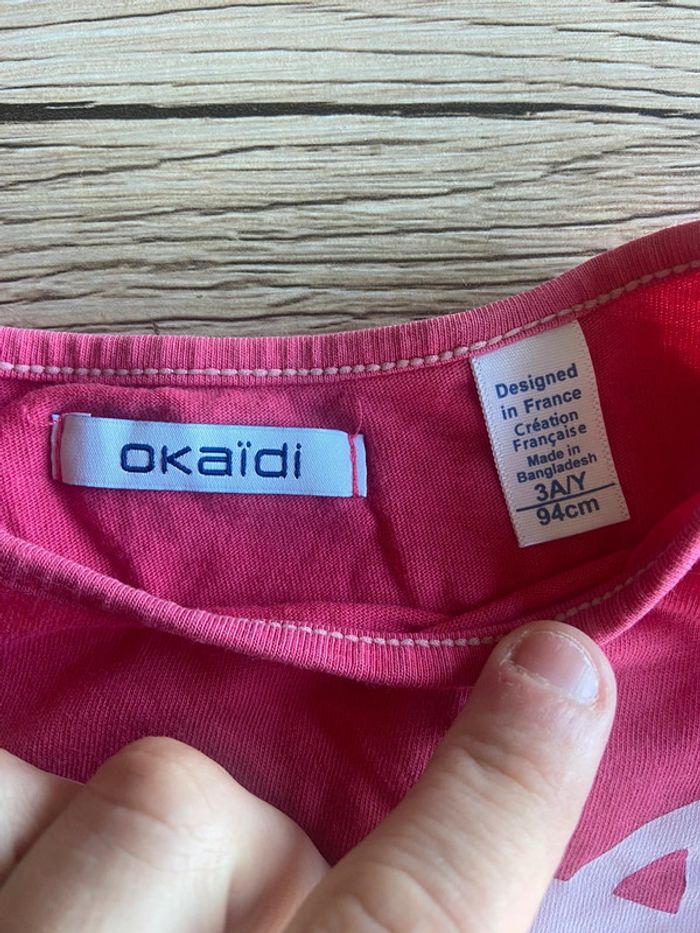 okaïdi
Designed
in France
Création
Française
Made in
Bangladesh
3A/Y
94cm